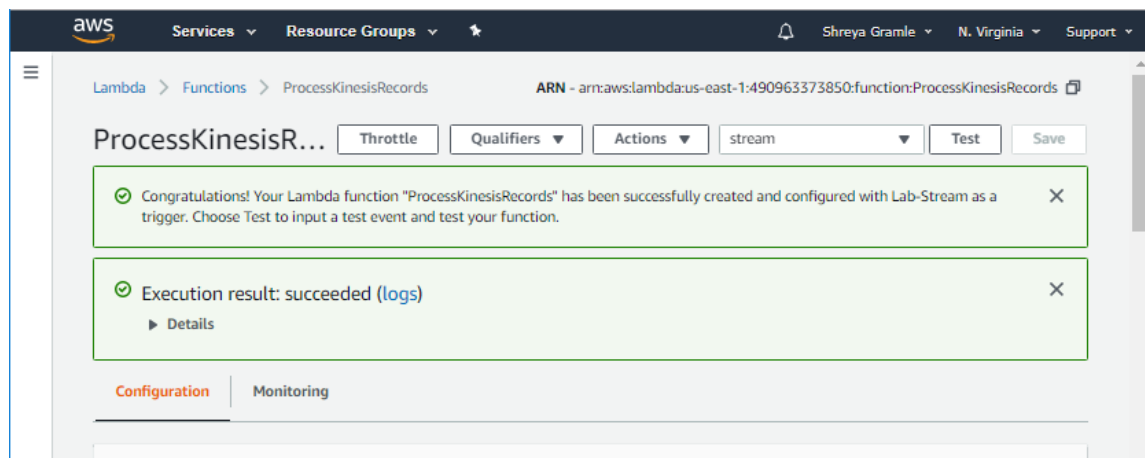 aws Services Resource Groups Shreya Gramle N. Virginia Support
Lambda > Functions > ProcessKinesisRecords ARN - arn:aws:lambda:us-east-1:490963373850:function:ProcessKinesisRecords
ProcessKinesisR... Throttle Qualifiers Actions stream Test Save
Congratulations! Your Lambda function "ProcessKinesisRecords" has been successfully created and configured with Lab-Stream as a
trigger. Choose Test to input a test event and test your function.
Execution result: succeeded (logs)
Details
Configuration Monitoring